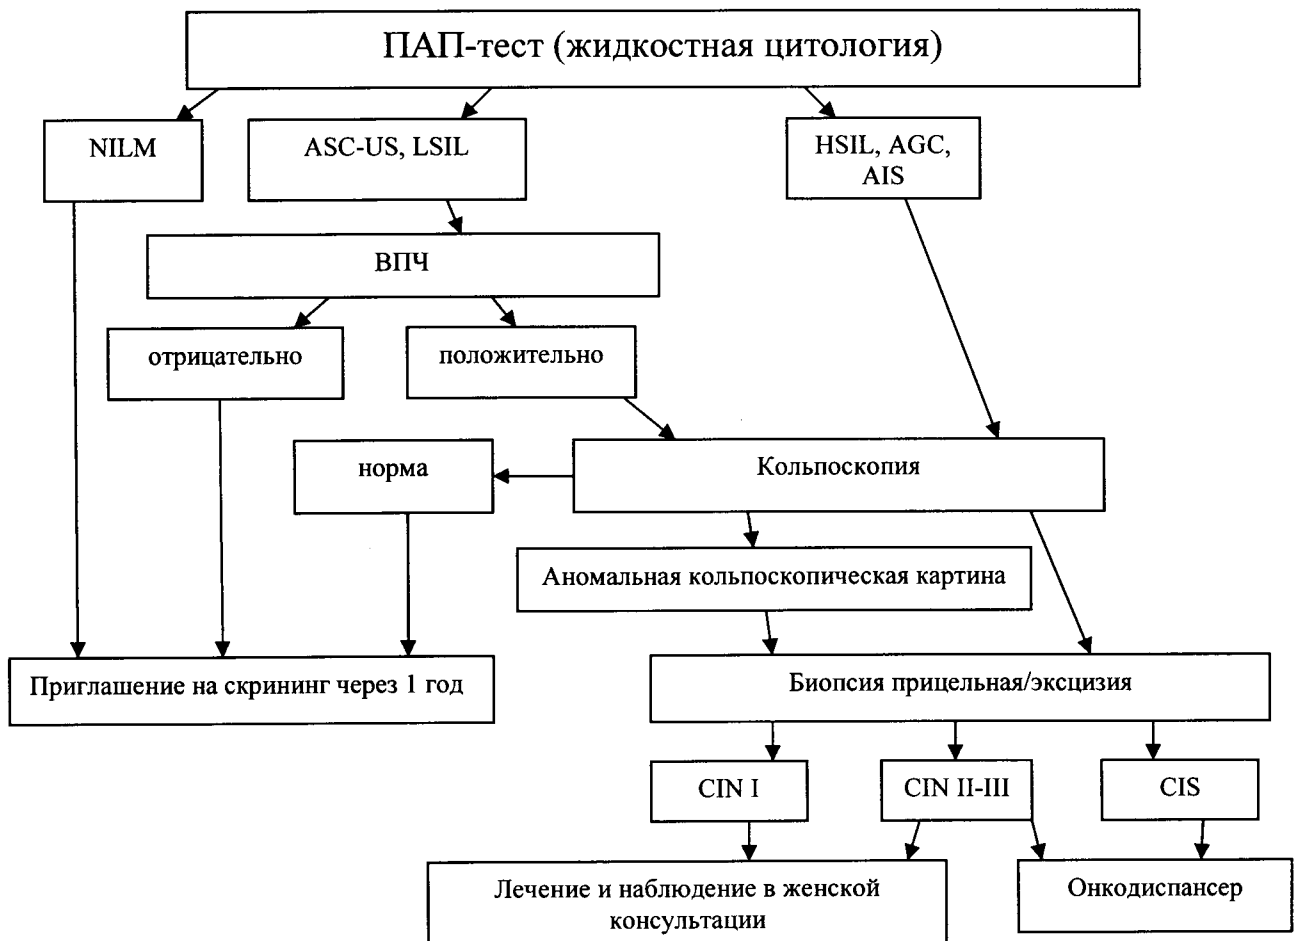 ПАП-тест (жидкостная цитология)
NILM
ASC-US, LSIL
HSIL, AGC,
AIS
ВПЧ
отрицательно
положительно
норма
Кольпоскопия
Аномальная кольпоскопическая картина
Приглашение на скрининг через 1 год
Биопсия прицельная/эксцизия
CIN I
CIN II-III
CIS
Лечение и наблюдение в женской
консультации
Онкодиспансер